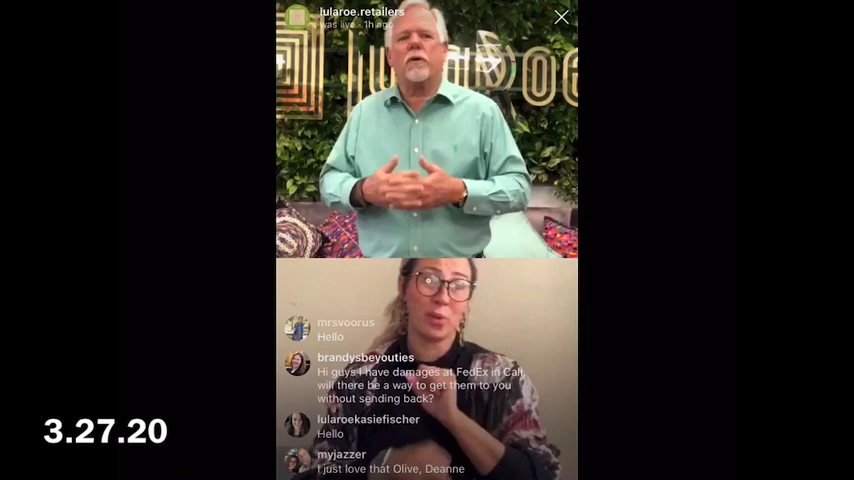 lularoe.retailers
was live · 1h ago
mrsvoorus
Hello
brandysbeyouties
Hi guys I have damages at FedEx in Cali,
will there be a way to get them to you
without sending back?
lularoekasiefischer
Hello
myjazzer
I just love that Olive, Deanne
3.27.20